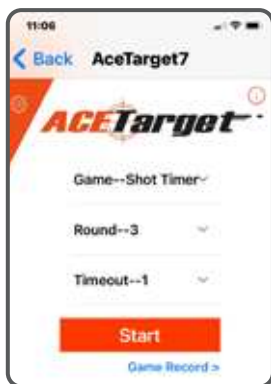 11:06
Back AceTarget7
ACETarget
Game--Shot Timer
Round--3
Timeout--1
Start
Game Record >